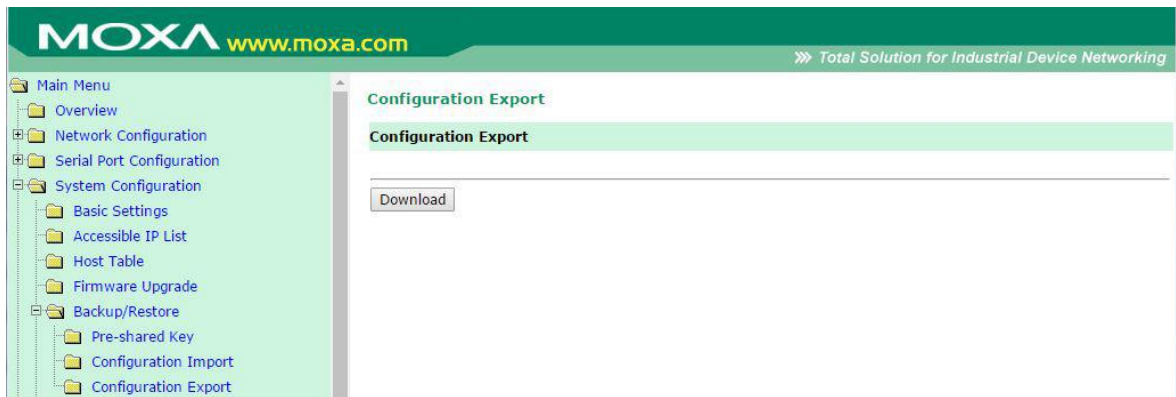 MOXA www.moxa.com
Total Solution for Industrial Device Networking
Main Menu
Overview
Network Configuration
Serial Port Configuration
System Configuration
Basic Settings
Accessible IP List
Host Table
Firmware Upgrade
Backup/Restore
Pre-shared Key
Configuration Import
Configuration Export
Configuration Export
Configuration Export
Download